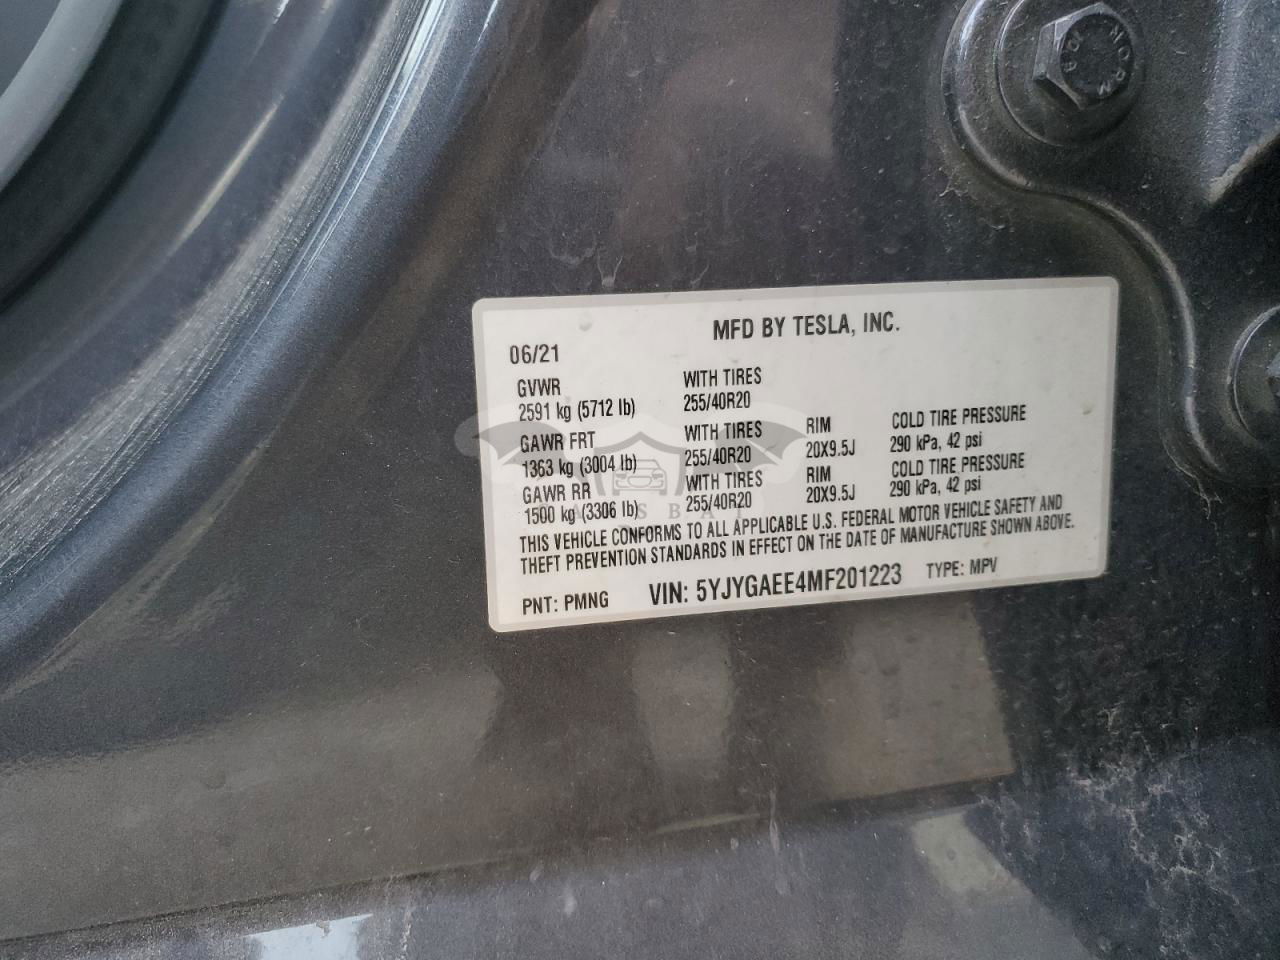 MFD BY TESLA, INC.
06/21
GVWR WITH TIRES
2591 kg (5712 lb) 255/40R20
GAWR FRT WITH TIRES RIM COLD TIRE PRESSURE
1363 kg (3004 lb) 255/40R20 20X9.5J 290 kPa, 42 psi
GAWR RR WITH TIRES RIM COLD TIRE PRESSURE
1500 kg (3306 lb) 255/40R20 20X9.5J 290 kPa, 42 psi
THIS VEHICLE CONFORMS TO ALL APPLICABLE U.S. FEDERAL MOTOR VEHICLE SAFETY AND
THEFT PREVENTION STANDARDS IN EFFECT ON THE DATE OF MANUFACTURE SHOWN ABOVE.
PNT: PMNG VIN: 5YJYGAEE4MF201223 TYPE: MPV